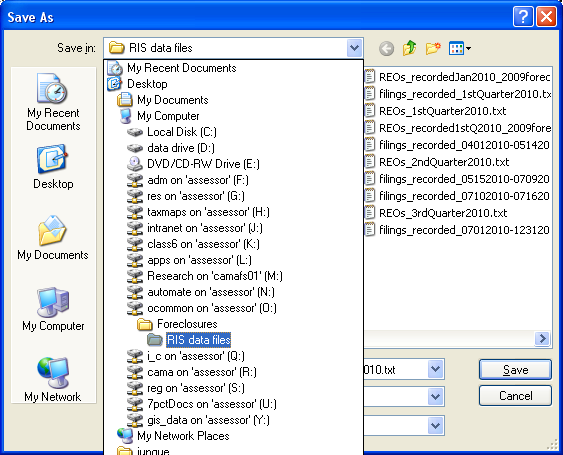 Save As
Save in:
RIS data files
My Recent Documents
Desktop
My Documents
My Computer
Local Disk (C:)
data drive (D:)
DVD/CD-RW Drive (E:)
adm on 'assessor' (F:)
res on 'assessor' (G:)
taxmaps on 'assessor' (H:)
intranet on 'assessor' (J:)
class6 on 'assessor' (K:)
apps on 'assessor' (L:)
Research on 'camafs01' (M:)
automate on 'assessor' (N:)
ocommon on 'assessor' (O:)
Foreclosures
RIS data files
i_c on 'assessor' (Q:)
cama on 'assessor' (R:)
reg on 'assessor' (S:)
7pctDocs on 'assessor' (U:)
gis_data on 'assessor' (Y:)
My Network Places
junque
My Recent
Documents
Desktop
My Documents
My Computer
My Network
REOs_recordedJan2010_2009forec
filings_recorded_1stQuarter2010.tx
REOs_1stQuarter2010.txt
REOs_recorded1stQ2010_2009fore
filings_recorded_04012010-051420
REOs_2ndQuarter2010.txt
filings_recorded_05152010-070920
filings_recorded_07102010-071620
REOs_3rdQuarter2010.txt
filings_recorded_07012010-123120
010.txt
Save
Cancel